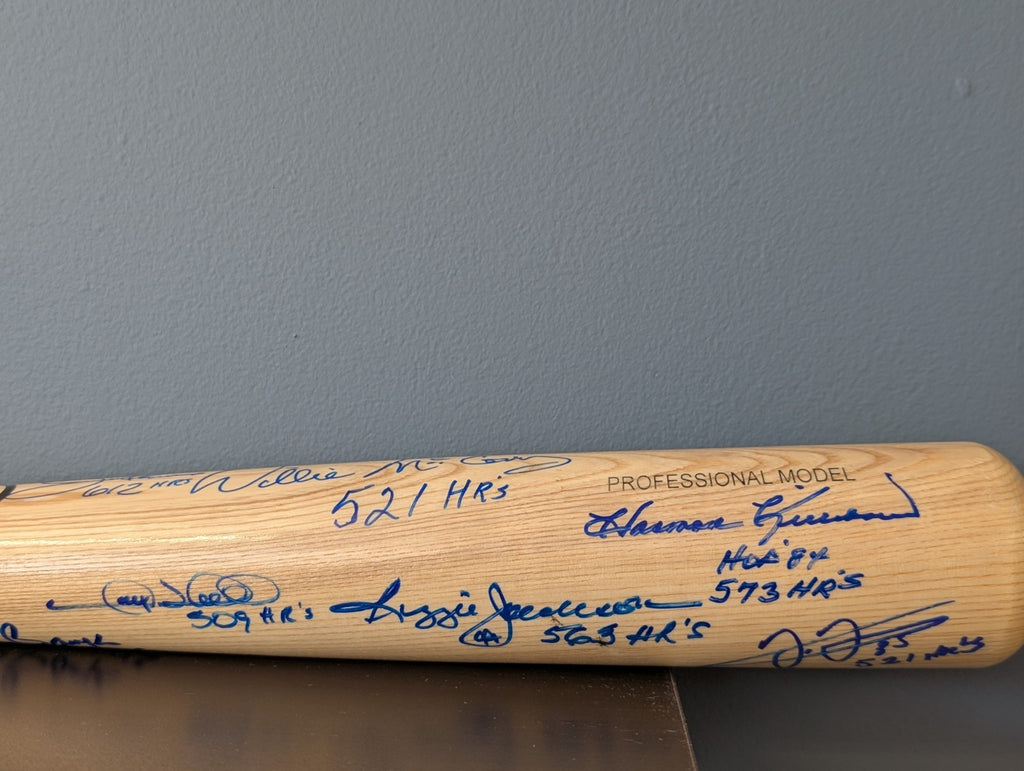 612 HRS
Willie McCovey
521 HR's
PROFESSIONAL MODEL
Harmon Killebrew
HOF '84
573 HR'S
509 HR's
Reggie Jackson
563 HR'S
35
521 HR's